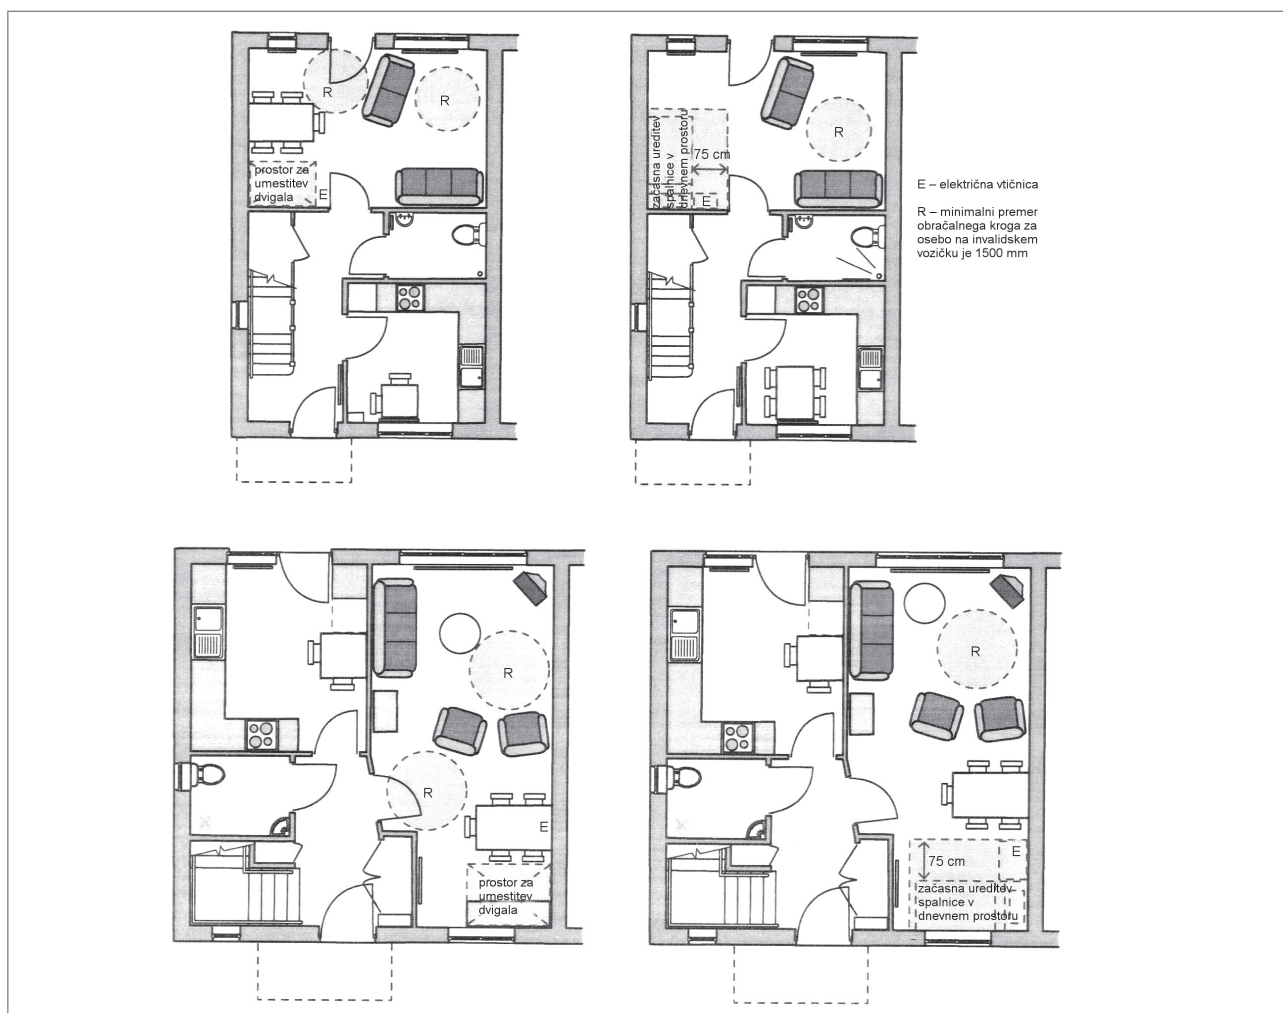 R
R
prostor za
umestitev
dvigala
E
začasna ureditev
spalnice v
dnevnem prostoru
75 cm
E
R
E – električna vtičnica
R – minimalni premer
obračalnega kroga za
osebo na invalidskem
vozičku je 1500 mm
R
R
E
prostor za
umestitev
dvigala
R
75 cm
E
začasna ureditev
spalnice v
dnevnem prostoru